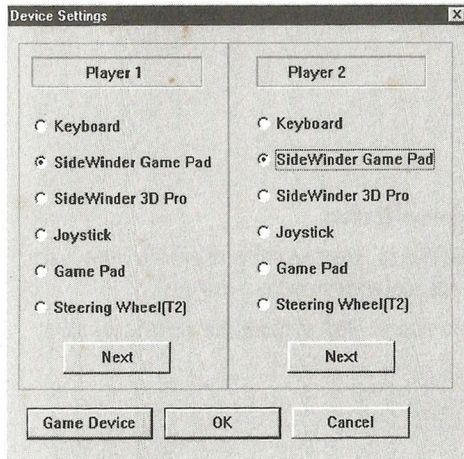 Device Settings
X
Player 1
Keyboard
SideWinder Game Pad
SideWinder 3D Pro
Joystick
Game Pad
Steering Wheel(T2)
Next
Player 2
Keyboard
SideWinder Game Pad
SideWinder 3D Pro
Joystick
Game Pad
Steering Wheel(T2)
Next
Game Device
OK
Cancel